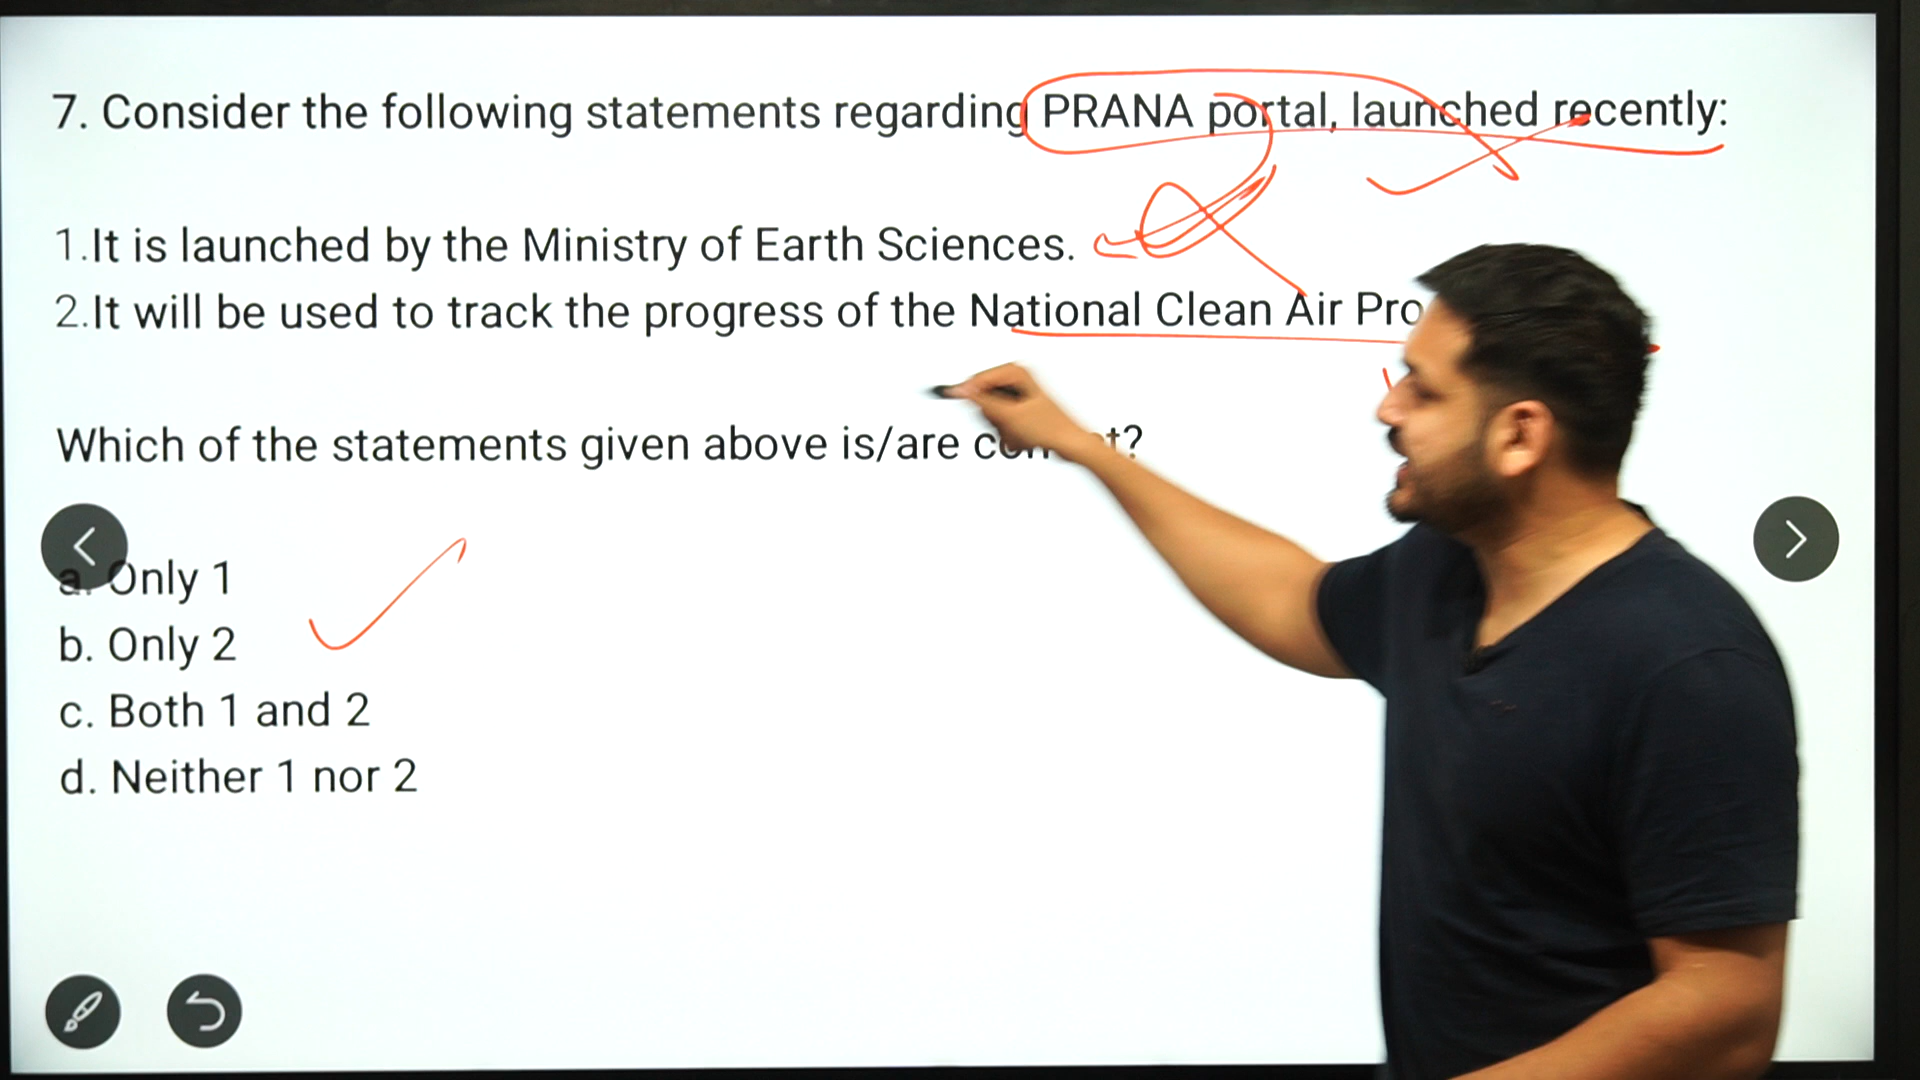 7. Consider the following statements regarding PRANA portal, launched recently:
1.It is launched by the Ministry of Earth Sciences.
2.It will be used to track the progress of the National Clean Air Pro
Which of the statements given above is/are
a. Only 1
b. Only 2
c. Both 1 and 2
d. Neither 1 nor 2